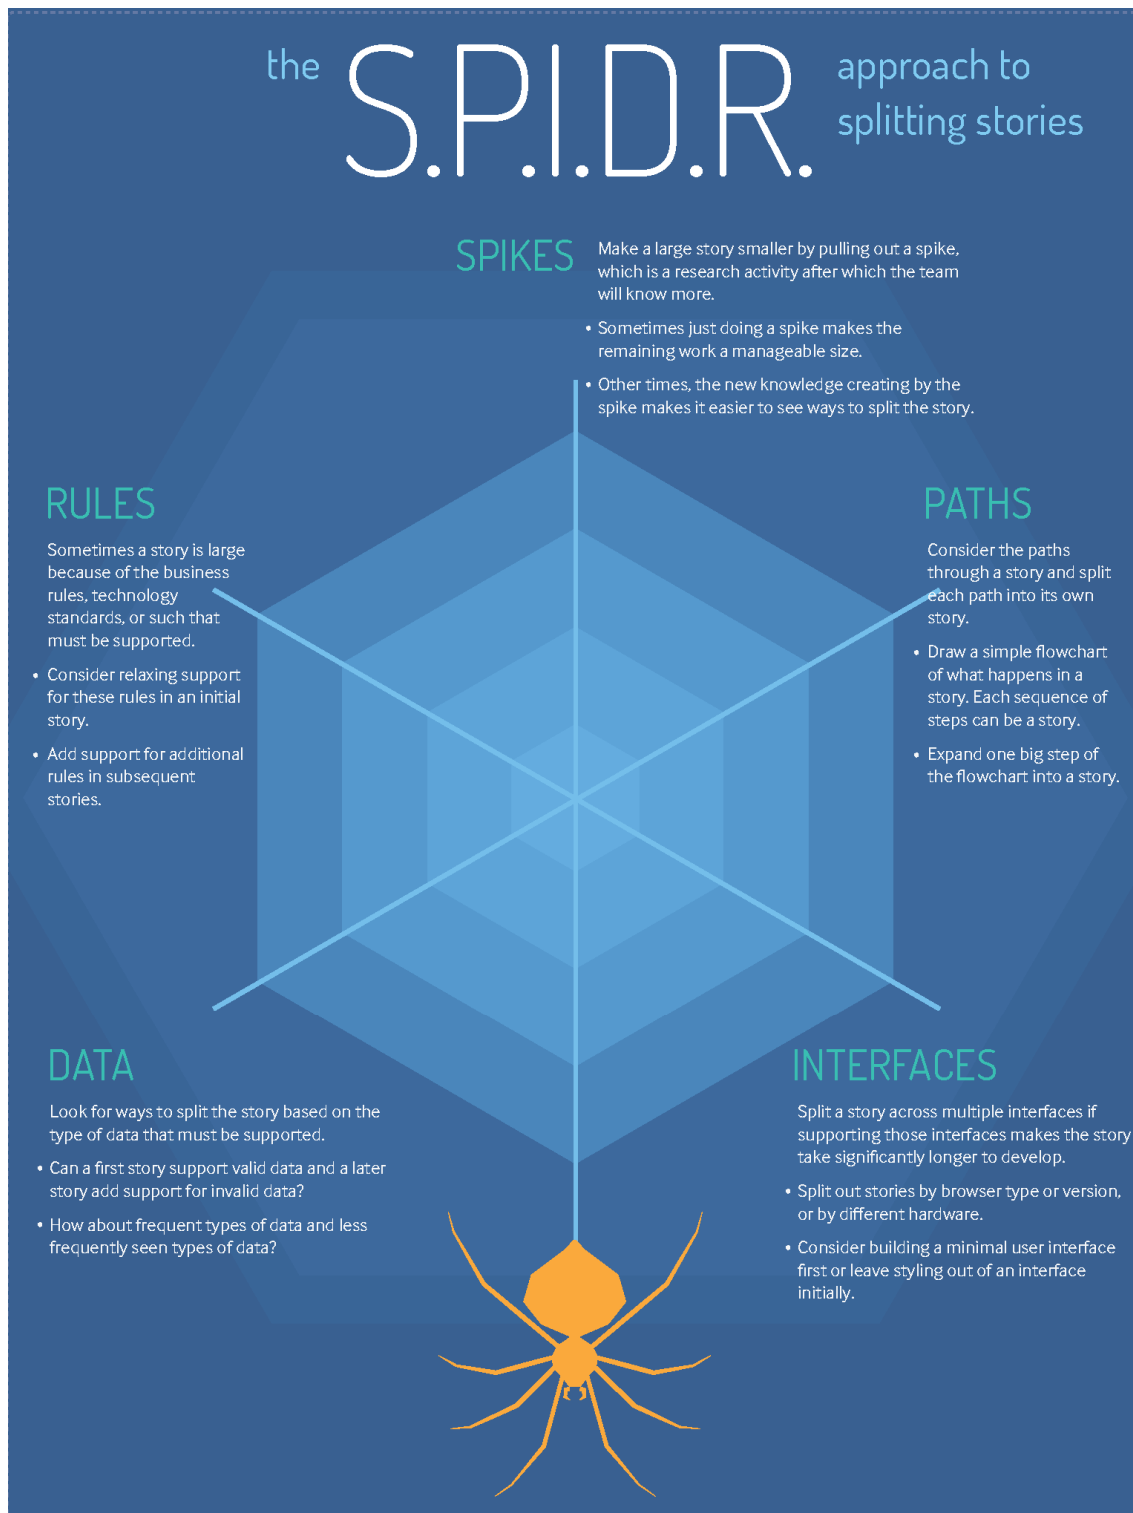 the S.P.I.D.R. approach to
splitting stories
SPIKES
Make a large story smaller by pulling out a spike,
which is a research activity after which the team
will know more.
• Sometimes just doing a spike makes the
remaining work a manageable size.
• Other times, the new knowledge creating by the
spike makes it easier to see ways to split the story.
PATHS
Consider the paths
through a story and split
each path into its own
story.
• Draw a simple flowchart
of what happens in a
story. Each sequence of
steps can be a story.
• Expand one big step of
the flowchart into a story.
INTERFACES
Split a story across multiple interfaces if
supporting those interfaces makes the story
take significantly longer to develop.
• Split out stories by browser type or version,
or by different hardware.
• Consider building a minimal user interface
first or leave styling out of an interface
initially.
DATA
Look for ways to split the story based on the
type of data that must be supported.
• Can a first story support valid data and a later
story add support for invalid data?
• How about frequent types of data and less
frequently seen types of data?
RULES
Sometimes a story is large
because of the business
rules, technology
standards, or such that
must be supported.
• Consider relaxing support
for these rules in an initial
story.
• Add support for additional
rules in subsequent
stories.